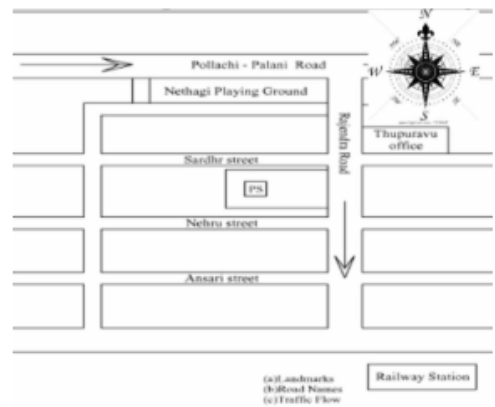 N
Pollachi - Palani Road
W
E
Nethagi Playing Ground
S
Rajendra Road
Thupuravu
office
Sardhr street
PS
Nehru street
Ansari street
(a)Landmarks
(b)Road Names
(c)Traffic Flow
Railway Station